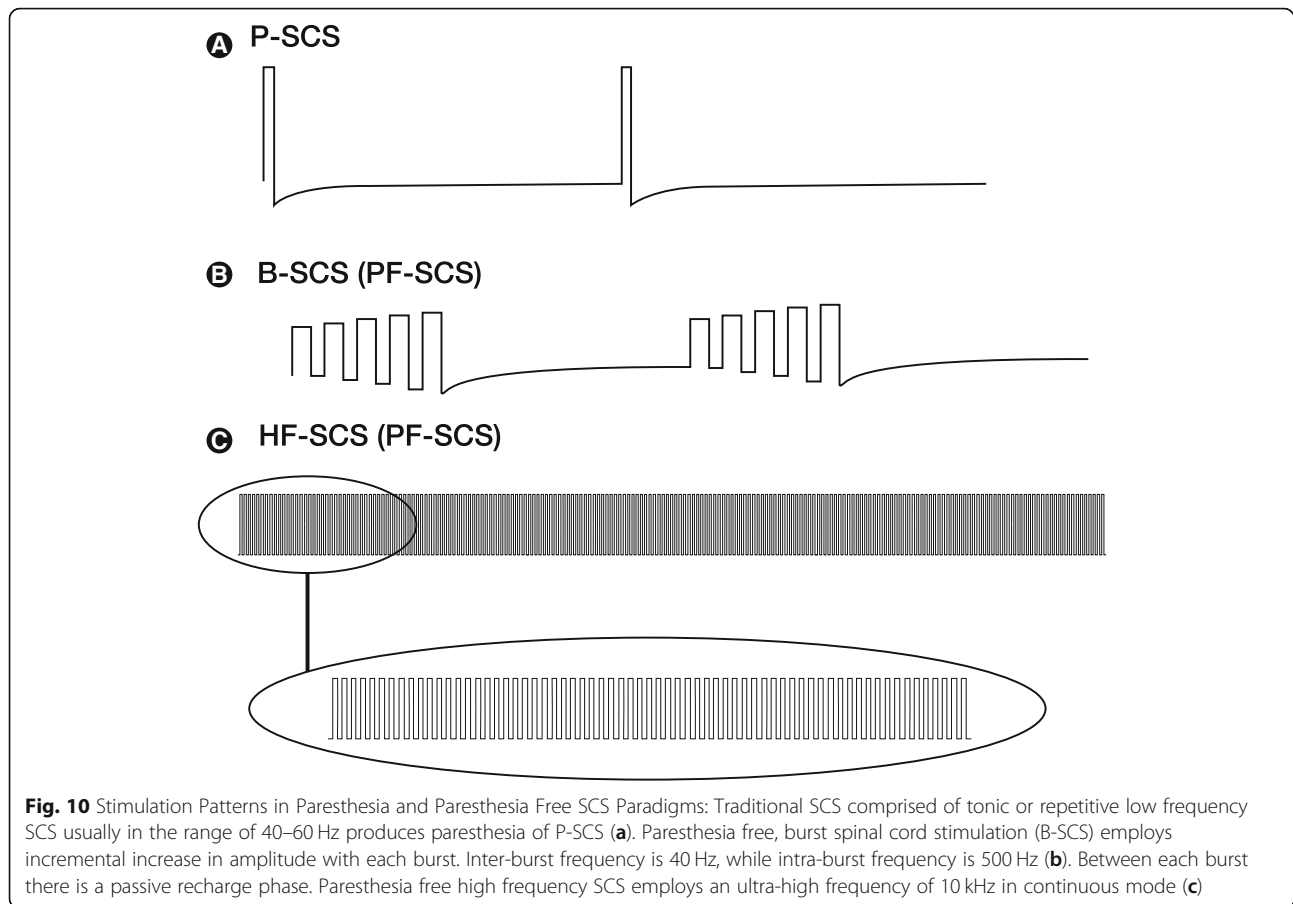 A P-SCS
B B-SCS (PF-SCS)
C HF-SCS (PF-SCS)
Fig. 10 Stimulation Patterns in Paresthesia and Paresthesia Free SCS Paradigms: Traditional SCS comprised of tonic or repetitive low frequency
SCS usually in the range of 40–60 Hz produces paresthesia of P-SCS (a). Paresthesia free, burst spinal cord stimulation (B-SCS) employs
incremental increase in amplitude with each burst. Inter-burst frequency is 40 Hz, while intra-burst frequency is 500 Hz (b). Between each burst
there is a passive recharge phase. Paresthesia free high frequency SCS employs an ultra-high frequency of 10 kHz in continuous mode (c)